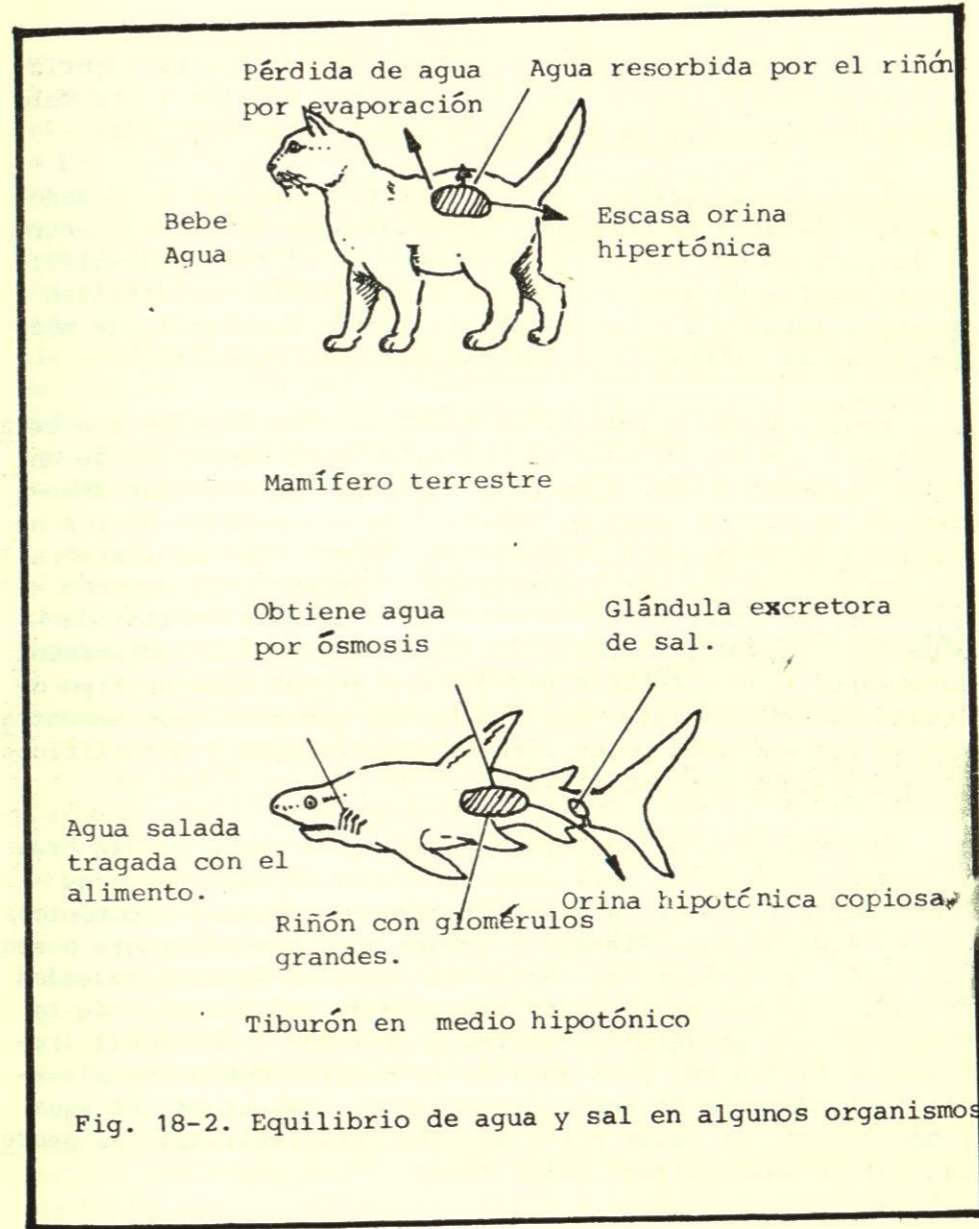 Pérdida de agua
por evaporación
Agua resorbida por el riñón
Bebe
Agua
Escasa orina
hipertónica
Mamífero terrestre
Obtiene agua
por ósmosis
Glándula excretora
de sal.
Agua salada
tragada con el
alimento.
Riñón con glomérulos
grandes.
Orina hipotónica copiosa
Tiburón en medio hipotónico
Fig. 18-2. Equilibrio de agua y sal en algunos organismos